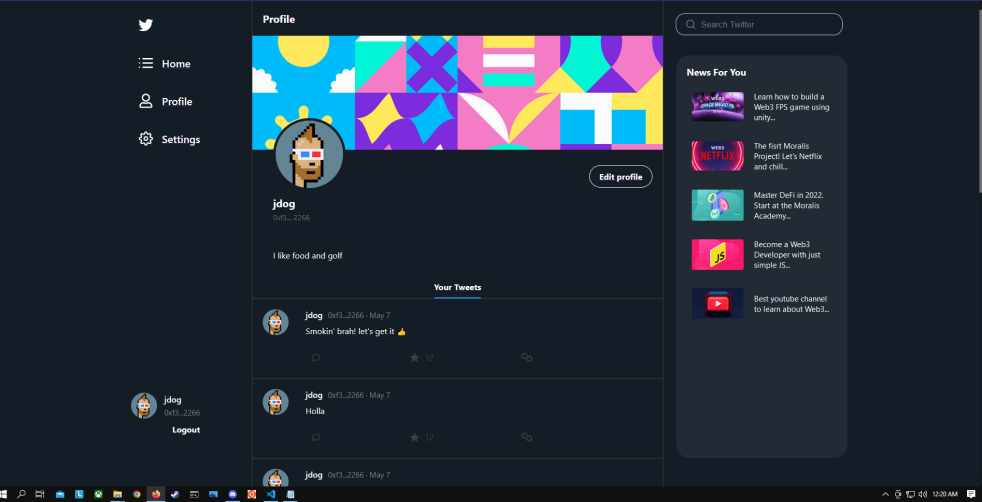 Home
Profile
Settings
jdog
0xf3...2266
Logout
Profile
Edit profile
jdog
0xf3... 2266
I like food and golf
Your Tweets
jdog 0xf3...2266 · May 7
Smokin' brah! let's get it 👍
12
jdog 0xf3...2266 · May 7
Holla
12
jdog 0xf3...2266 · May 7
Search Twitter
News For You
WEB3
Learn how to build a
Web3 FPS game using
unity...
WEB3
NETFLIX
The fisrt Moralis
Project! Let's Netflix
and chill...
Master DeFi in 2022.
Start at the Moralis
Academy...
JS
Become a Web3
Developer with just
simple JS...
Best youtube channel
to learn about Web3...
12:20 AM